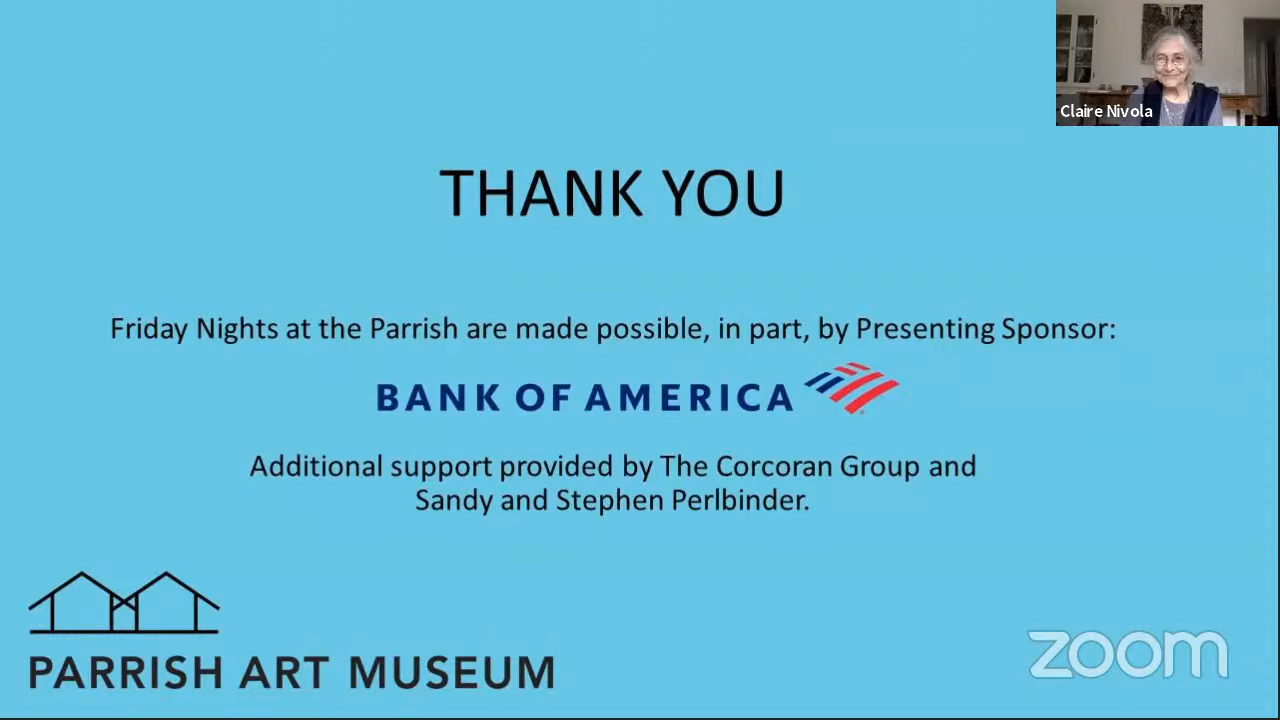 Claire Nivola
THANK YOU
Friday Nights at the Parrish are made possible, in part, by Presenting Sponsor:
BANK OF AMERICA
Additional support provided by The Corcoran Group and
Sandy and Stephen Perlbinder.
PARRISH ART MUSEUM
zoom